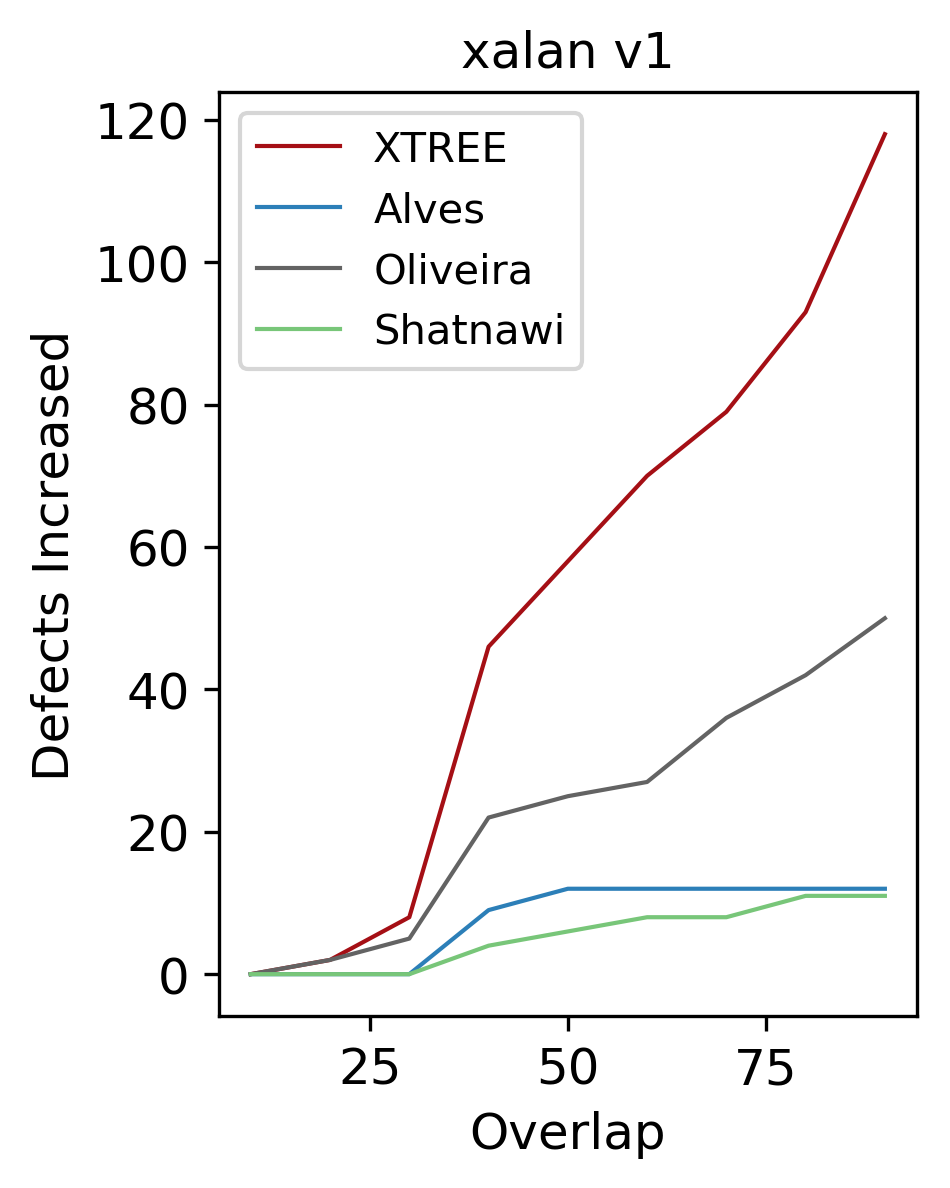 xalan v1
120
100
80
60
40
20
0
Defects Increased
XTREE
Alves
Oliveira
Shatnawi
25 50 75
Overlap